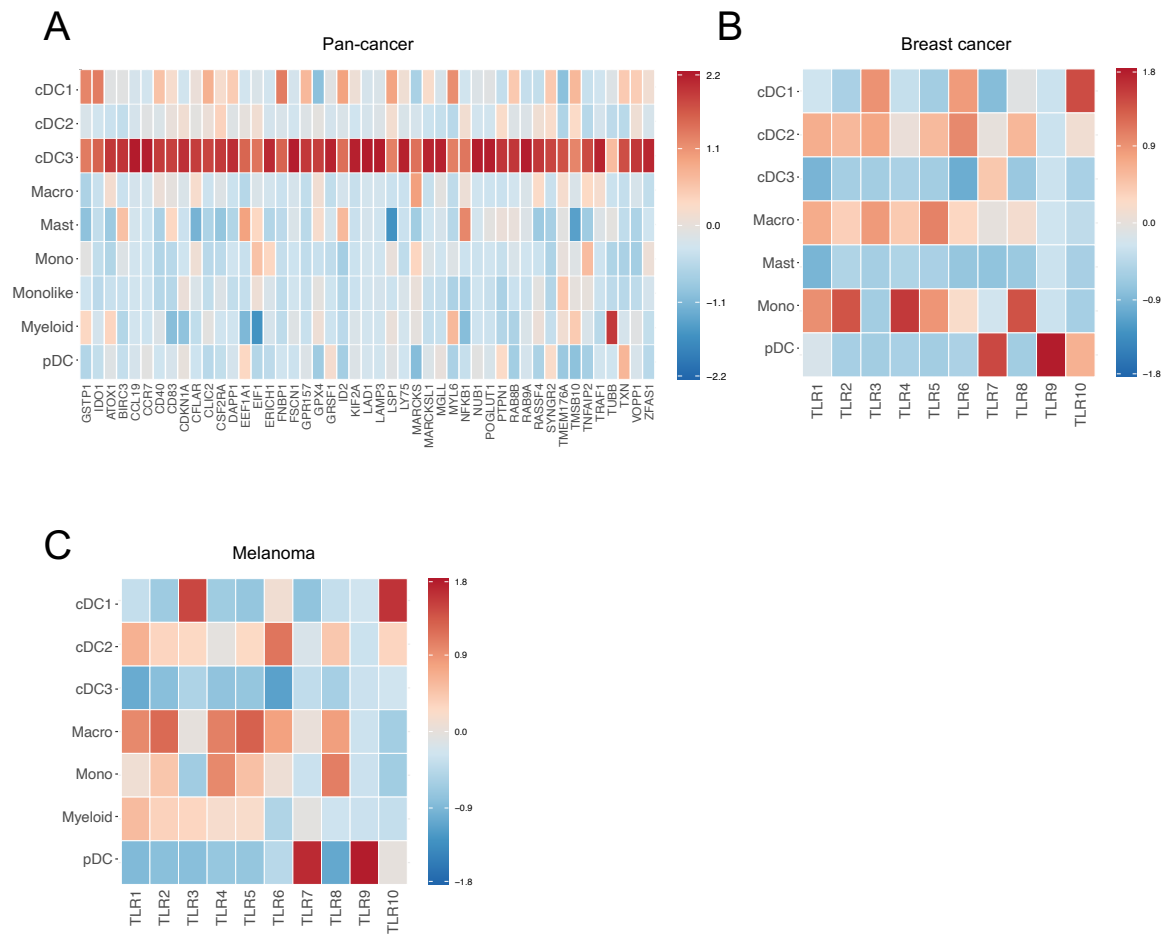 A
Pan-cancer
cDC1
cDC2
cDC3
Macro
Mast
Mono
Monolike
Myeloid
pDC
GSTP1
IDO1
ATOX1
BIRC3
CCL19
CCR7
CD40
CD83
CDKN1A
CFLAR
CLIC2
CSF2RA
DAPP1
EEF1A1
EIF1
ERICH1
FNBP1
FSCN1
GPR157
GPX4
GRSF1
ID2
KIF2A
LAD1
LAMP3
LSP1
LY75
MARCKS
MARCKSL1
MGLL
MYL6
NFKB1
NUB1
POGLUT1
PTPN1
RAB8B
RAB9A
RASSF4
SYNGR2
TMEM176A
TMSB10
TNFAIP2
TRAF1
TUBB
TXN
VOPP1
ZFAS1
2.2
1.1
0.0
−1.1
−2.2
B
Breast cancer
cDC1
cDC2
cDC3
Macro
Mast
Mono
pDC
TLR1
TLR2
TLR3
TLR4
TLR5
TLR6
TLR7
TLR8
TLR9
TLR10
1.8
0.9
0.0
−0.9
−1.8
C
Melanoma
cDC1
cDC2
cDC3
Macro
Mono
Myeloid
pDC
TLR1
TLR2
TLR3
TLR4
TLR5
TLR6
TLR7
TLR8
TLR9
TLR10
1.8
0.9
0.0
−0.9
−1.8